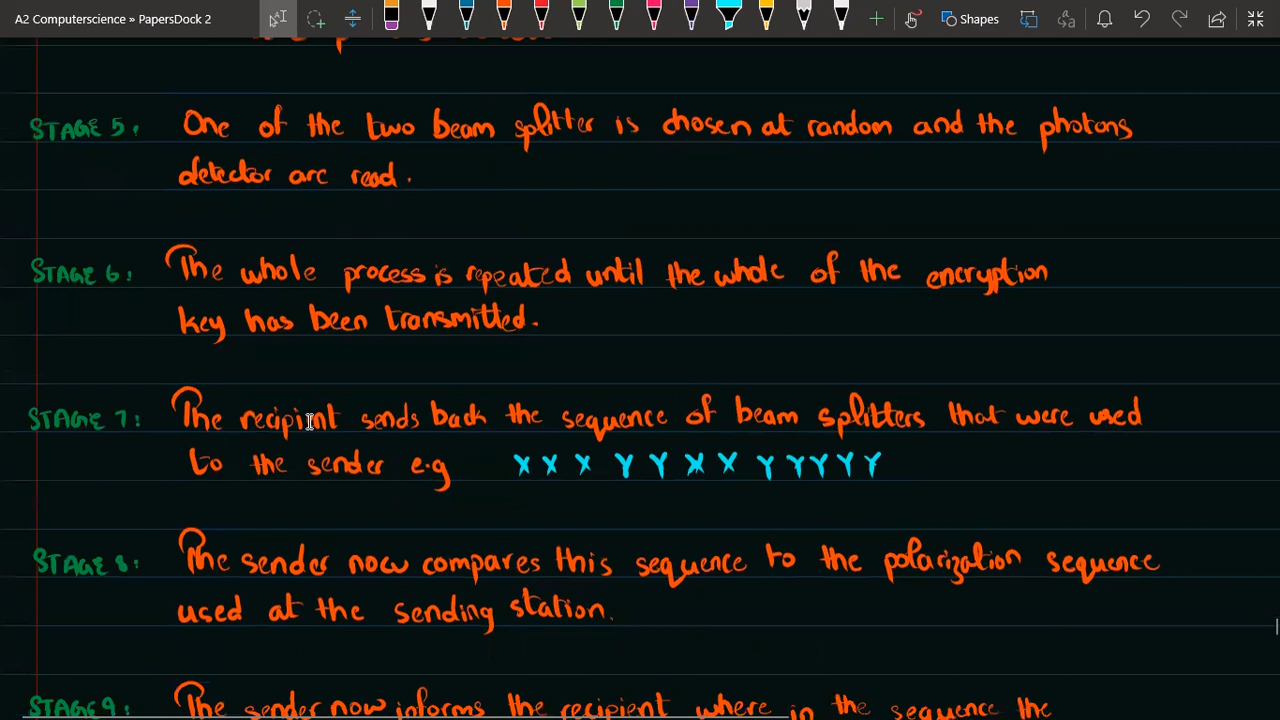 A2 Computerscience » PapersDock 2
Shapes
STAGE 5: One of the two beam splitter is chosen at random and the photons
detector are read.
STAGE 6: The whole process is repeated until the whole of the encryption
key has been transmitted.
STAGE 7: The recipient sends back the sequence of beam splitters that were used
to the sender e.g X X X Y Y X X Y Y Y Y Y
STAGE 8: The sender now compares this sequence to the polarization sequence
used at the sending station.
STAGE 9: The sender now informs the recipient where in the sequence the